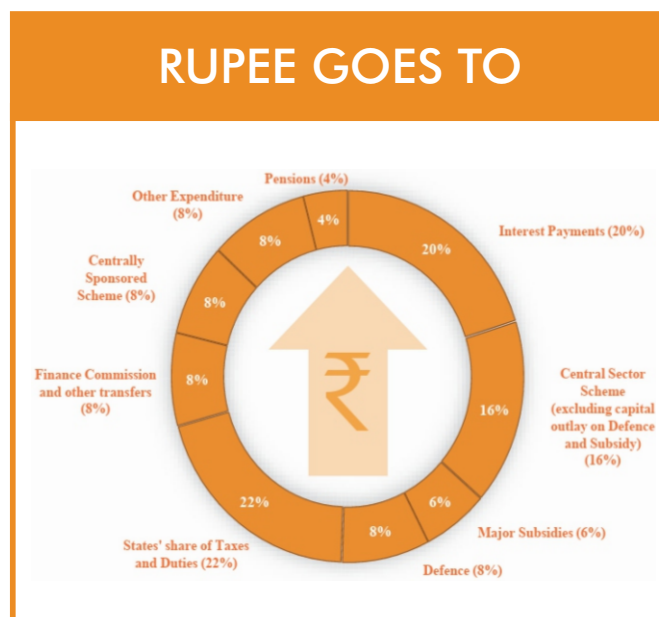 RUPEE GOES TO
Pensions (4%)
Other Expenditure
(8%)
4%
8%
20%
Interest Payments (20%)
Centrally
Sponsored
Scheme (8%)
8%
Finance Commission
and other transfers
(8%)
8%
₹
Central Sector
Scheme
(excluding capital
outlay on Defence
and Subsidy)
(16%)
16%
22%
6%
8%
Major Subsidies (6%)
States' share of Taxes
and Duties (22%)
Defence (8%)